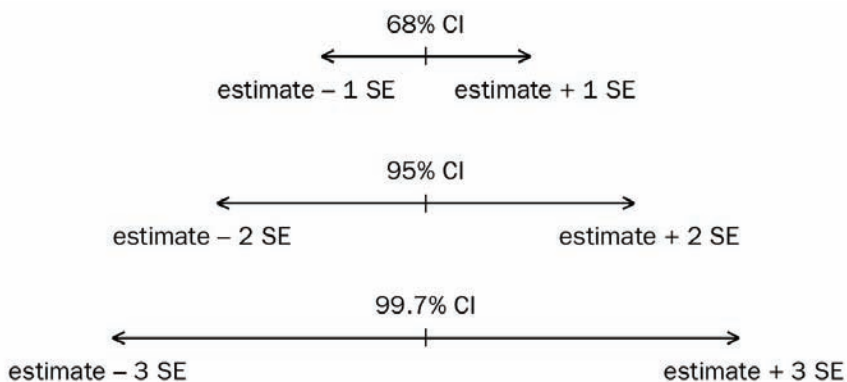 68% CI
estimate – 1 SE estimate + 1 SE
95% CI
estimate – 2 SE estimate + 2 SE
99.7% CI
estimate – 3 SE estimate + 3 SE